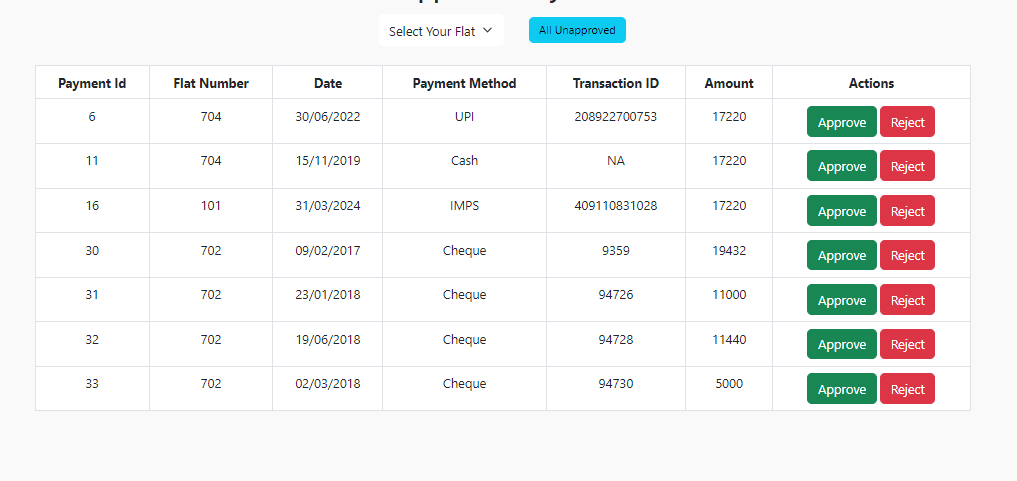 Select Your Flat All Unapproved
Payment Id Flat Number Date Payment Method Transaction ID Amount Actions
6 704 30/06/2022 UPI 208922700753 17220 Approve Reject
11 704 15/11/2019 Cash NA 17220 Approve Reject
16 101 31/03/2024 IMPS 409110831028 17220 Approve Reject
30 702 09/02/2017 Cheque 9359 19432 Approve Reject
31 702 23/01/2018 Cheque 94726 11000 Approve Reject
32 702 19/06/2018 Cheque 94728 11440 Approve Reject
33 702 02/03/2018 Cheque 94730 5000 Approve Reject